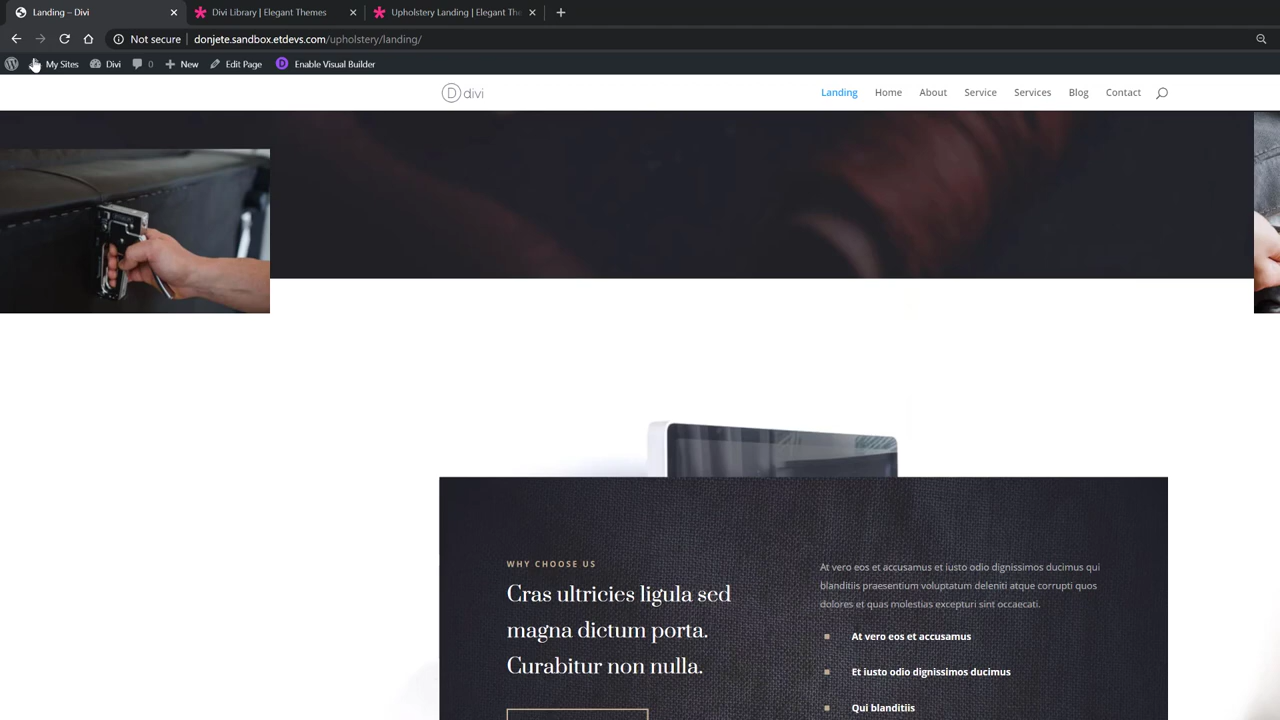 Landing – Divi
Divi Library | Elegant Themes
Upholstery Landing | Elegant The
Not secure
donjete.sandbox.etdevs.com/upholstery/landing/
My Sites
Divi
0
New
Edit Page
D
Enable Visual Builder
D divi
Landing
Home
About
Service
Services
Blog
Contact
WHY CHOOSE US
Cras ultricies ligula sed
magna dictum porta.
Curabitur non nulla.
At vero eos et accusamus et iusto odio dignissimos ducimus qui
blanditiis praesentium voluptatum deleniti atque corrupti quos
dolores et quas molestias excepturi sint occaecati.
At vero eos et accusamus
Et iusto odio dignissimos ducimus
Qui blanditiis